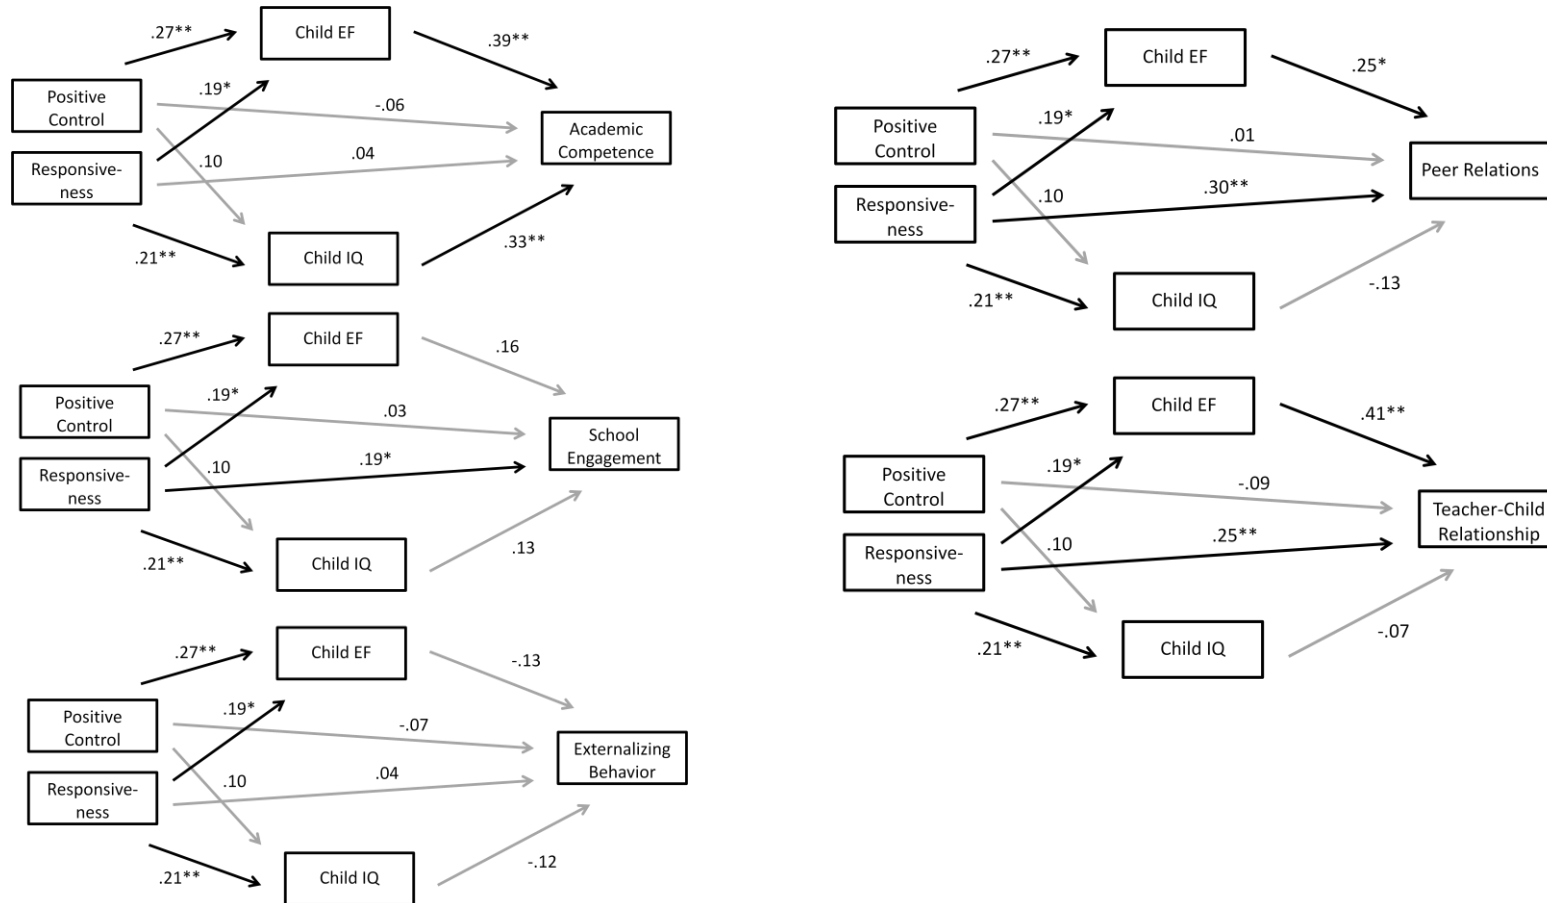 .27**
Child EF
.39**
Positive
Control
.19*
-.06
Academic
Competence
Responsive-
ness
.10
.04
.21**
Child IQ
.33**
.27**
Child EF
.16
Positive
Control
.19*
.03
School
Engagement
Responsive-
ness
.10
.19*
.21**
Child IQ
.13
.27**
Child EF
-.13
Positive
Control
.19*
-.07
Externalizing
Behavior
Responsive-
ness
.10
.04
.21**
Child IQ
-.12
.27**
Child EF
.25*
Positive
Control
.19*
.01
Peer Relations
Responsive-
ness
.10
.30**
.21**
Child IQ
-.13
.27**
Child EF
.41**
Positive
Control
.19*
-.09
Teacher-Child
Relationship
Responsive-
ness
.10
.25**
.21**
Child IQ
-.07